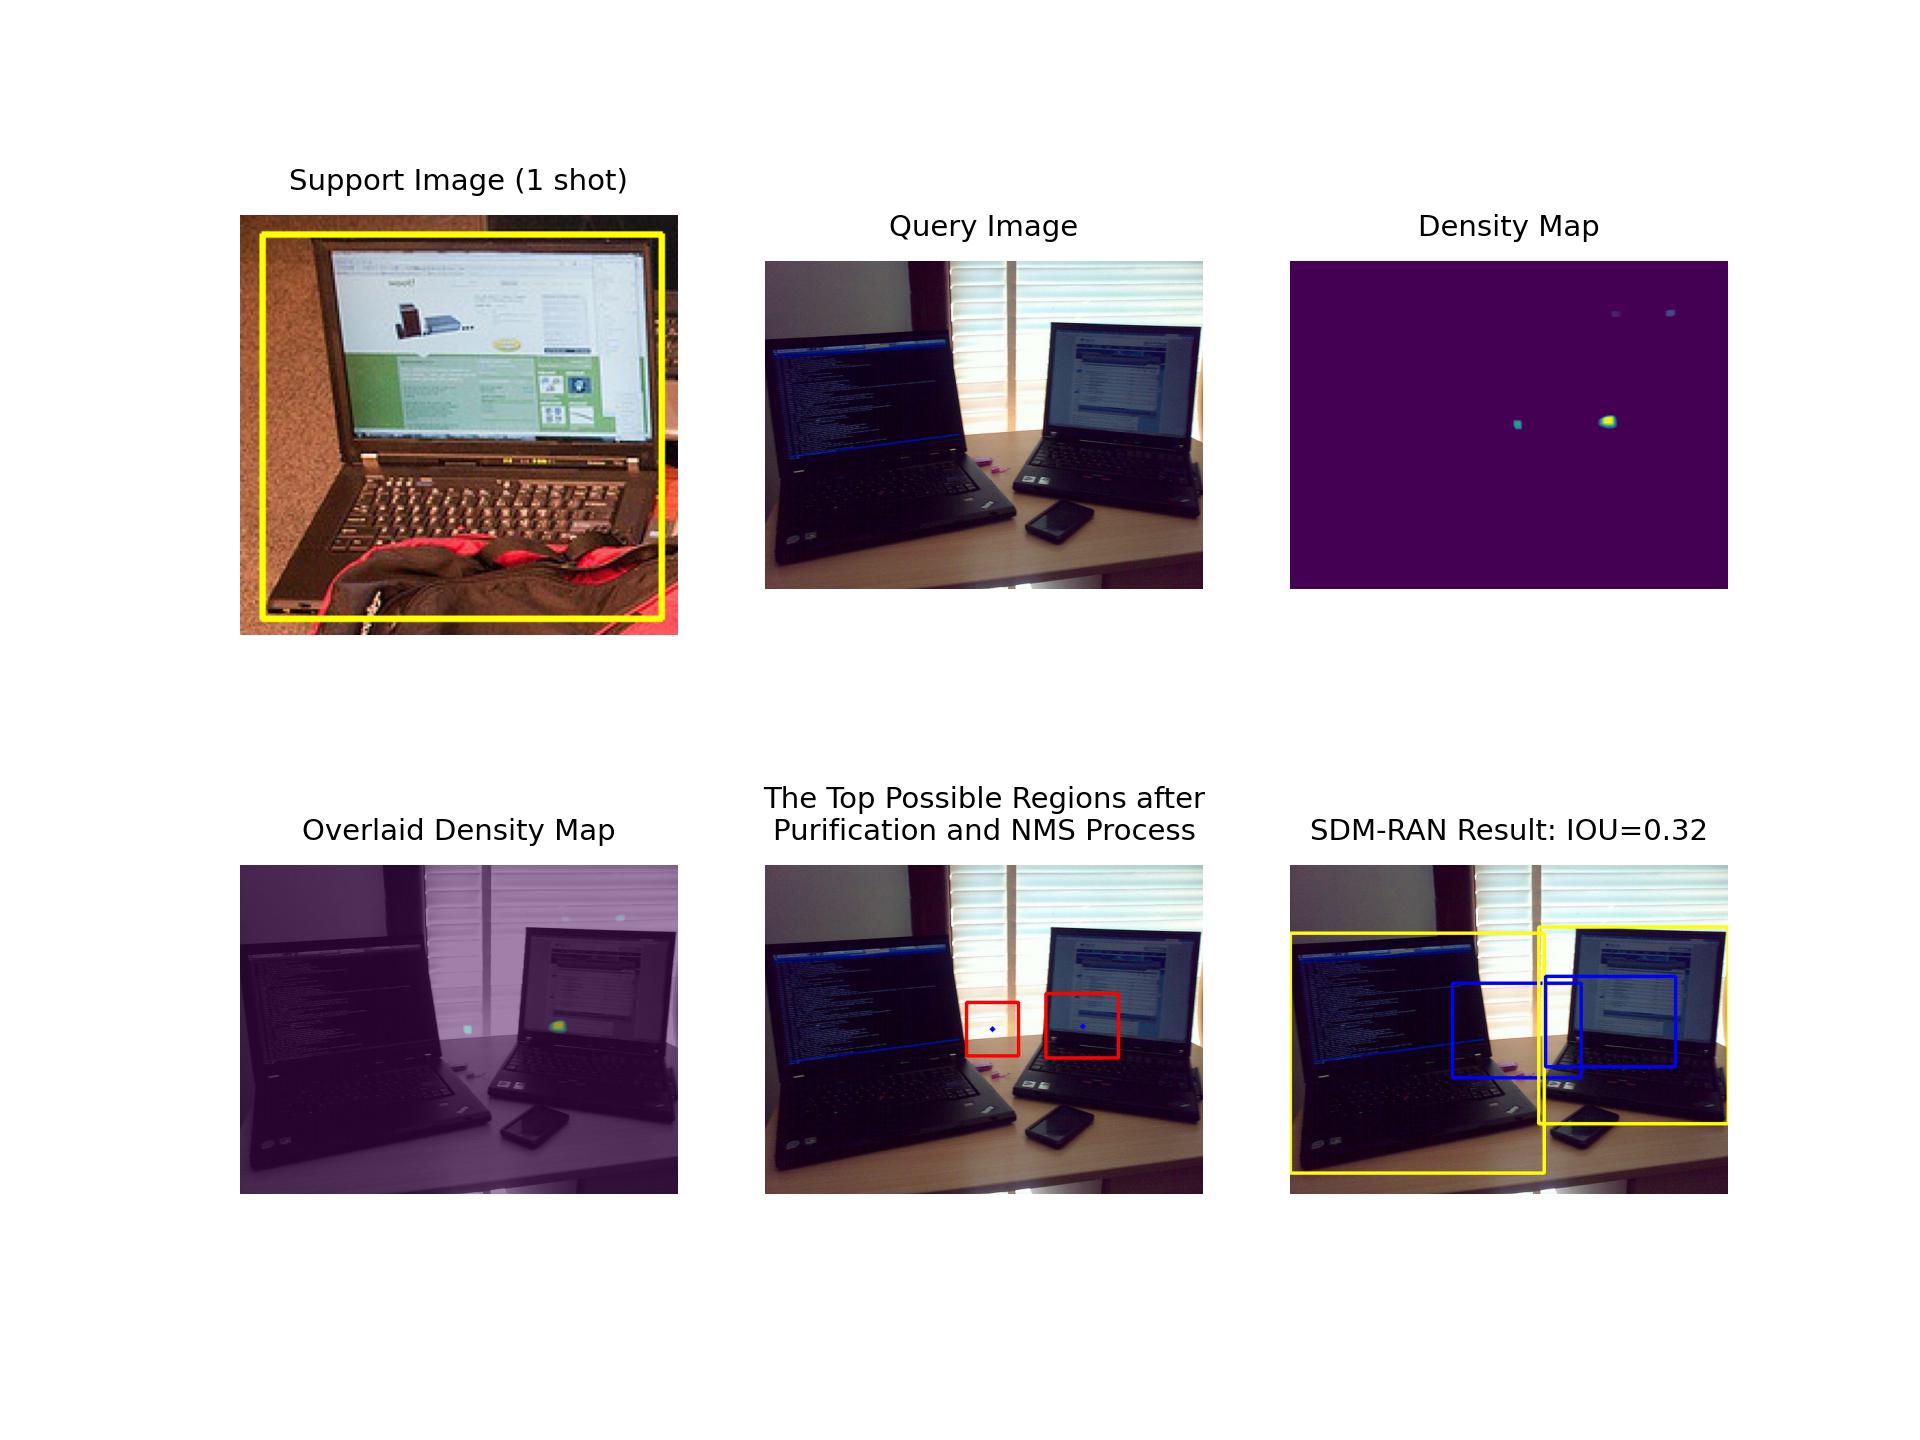 Support Image (1 shot)
Query Image
Density Map
woot!
Overlaid Density Map
The Top Possible Regions after
Purification and NMS Process
SDM-RAN Result: IOU=0.32